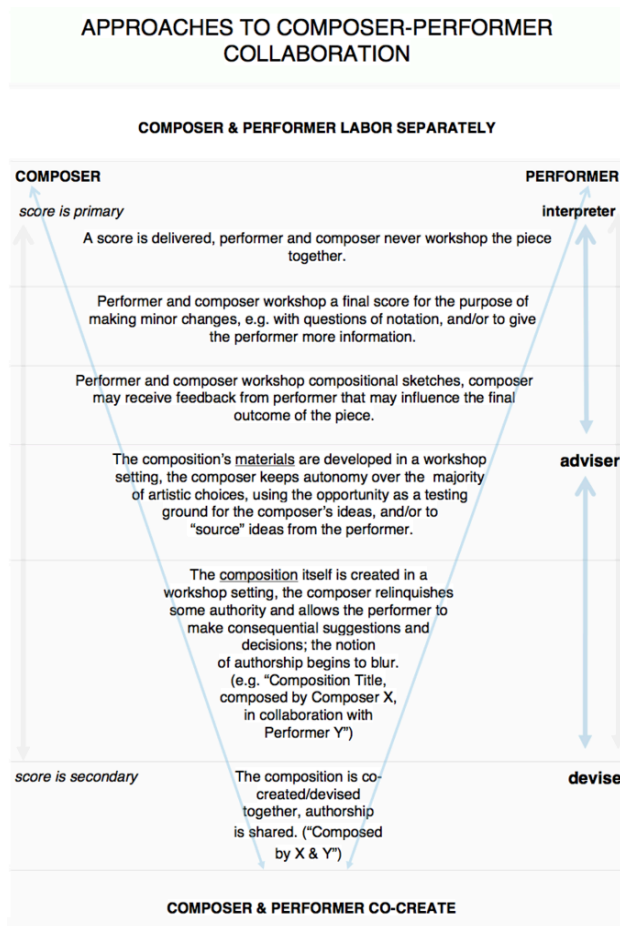 APPROACHES TO COMPOSER-PERFORMER
COLLABORATION
COMPOSER & PERFORMER LABOR SEPARATELY
COMPOSER
PERFORMER
score is primary
interpreter
A score is delivered, performer and composer never workshop the piece
together.
Performer and composer workshop a final score for the purpose of
making minor changes, e.g. with questions of notation, and/or to give
the performer more information.
Performer and composer workshop compositional sketches, composer
may receive feedback from performer that may influence the final
outcome of the piece.
The composition's materials are developed in a workshop
setting, the composer keeps autonomy over the majority
of artistic choices, using the opportunity as a testing
ground for the composer's ideas, and/or to
“source” ideas from the performer.
adviser
The composition itself is created in a
workshop setting, the composer relinquishes
some authority and allows the performer to
make consequential suggestions and
decisions; the notion
of authorship begins to blur.
(e.g. “Composition Title,
composed by Composer X,
in collaboration with
Performer Y”)
score is secondary
devise
The composition is co-
created/devised
together, authorship
is shared. (“Composed
by X & Y”)
COMPOSER & PERFORMER CO-CREATE